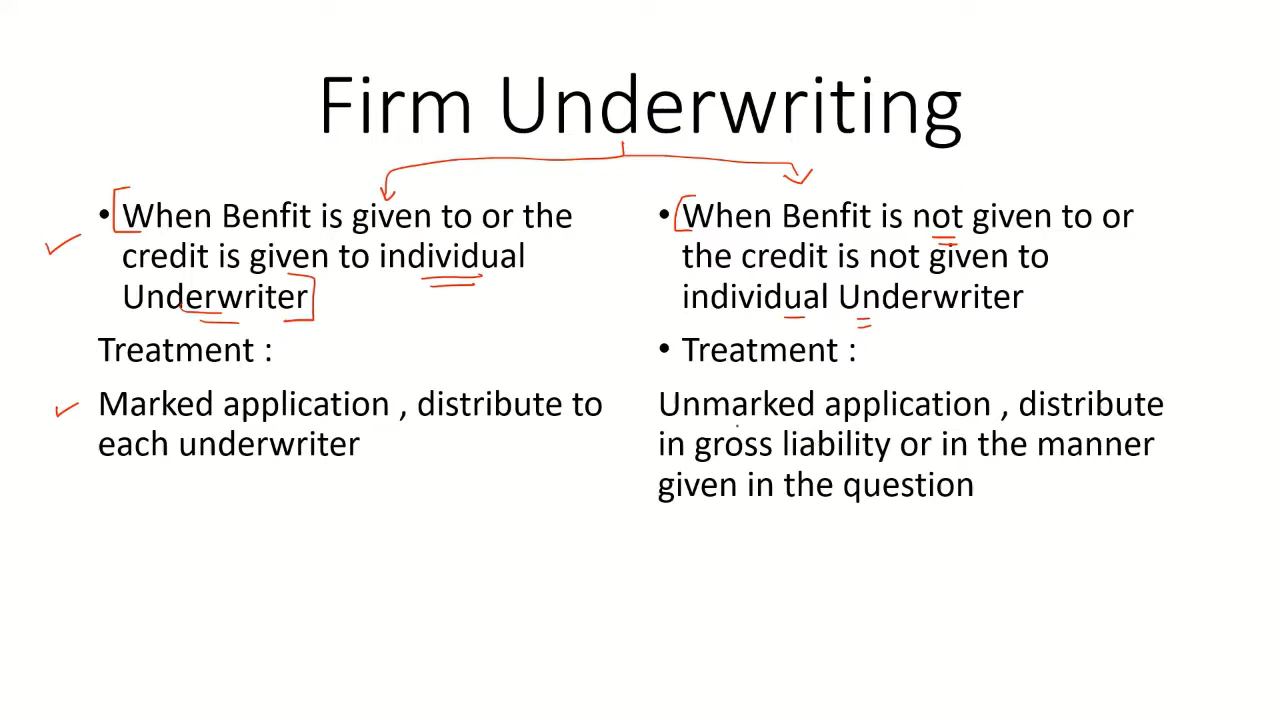 Firm Underwriting
• When Benfit is given to or the
credit is given to individual
Underwriter
Treatment :
Marked application , distribute to
each underwriter
• When Benfit is not given to or
the credit is not given to
individual Underwriter
• Treatment :
Unmarked application , distribute
in gross liability or in the manner
given in the question